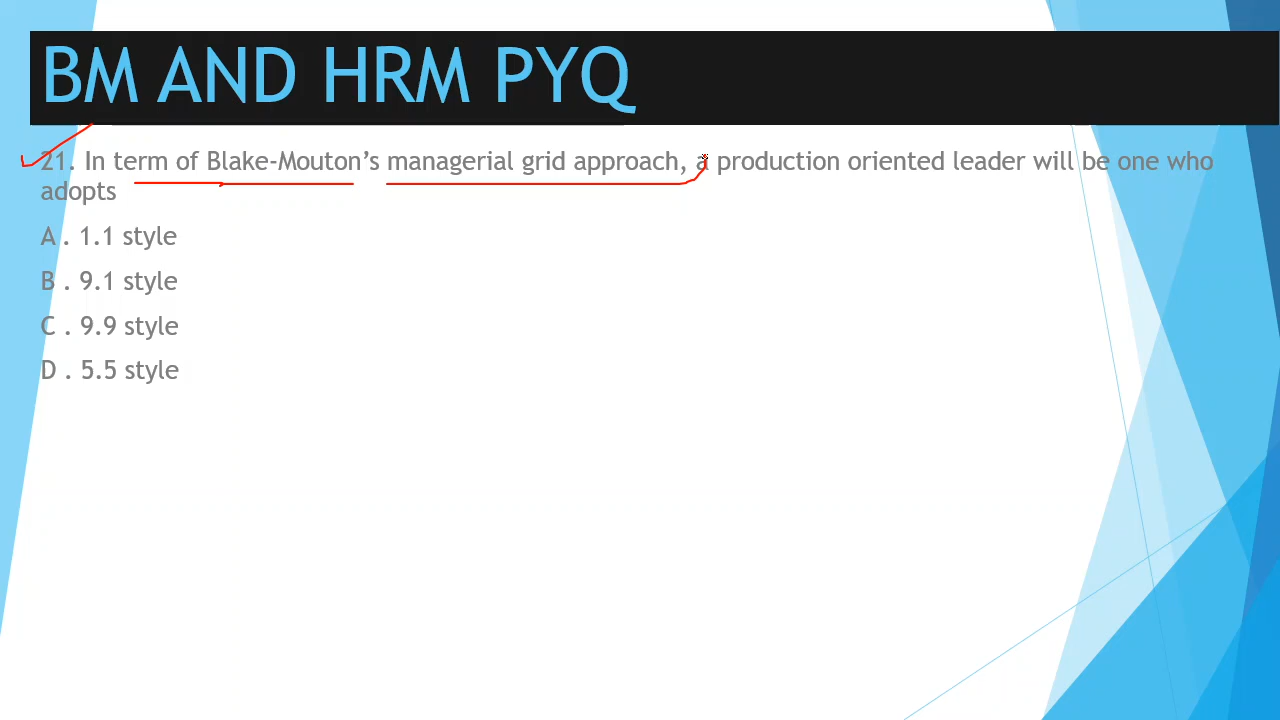 BM AND HRM PYQ
21. In term of Blake-Mouton’s managerial grid approach, a production oriented leader will be one who
adopts
A . 1.1 style
B . 9.1 style
C . 9.9 style
D . 5.5 style